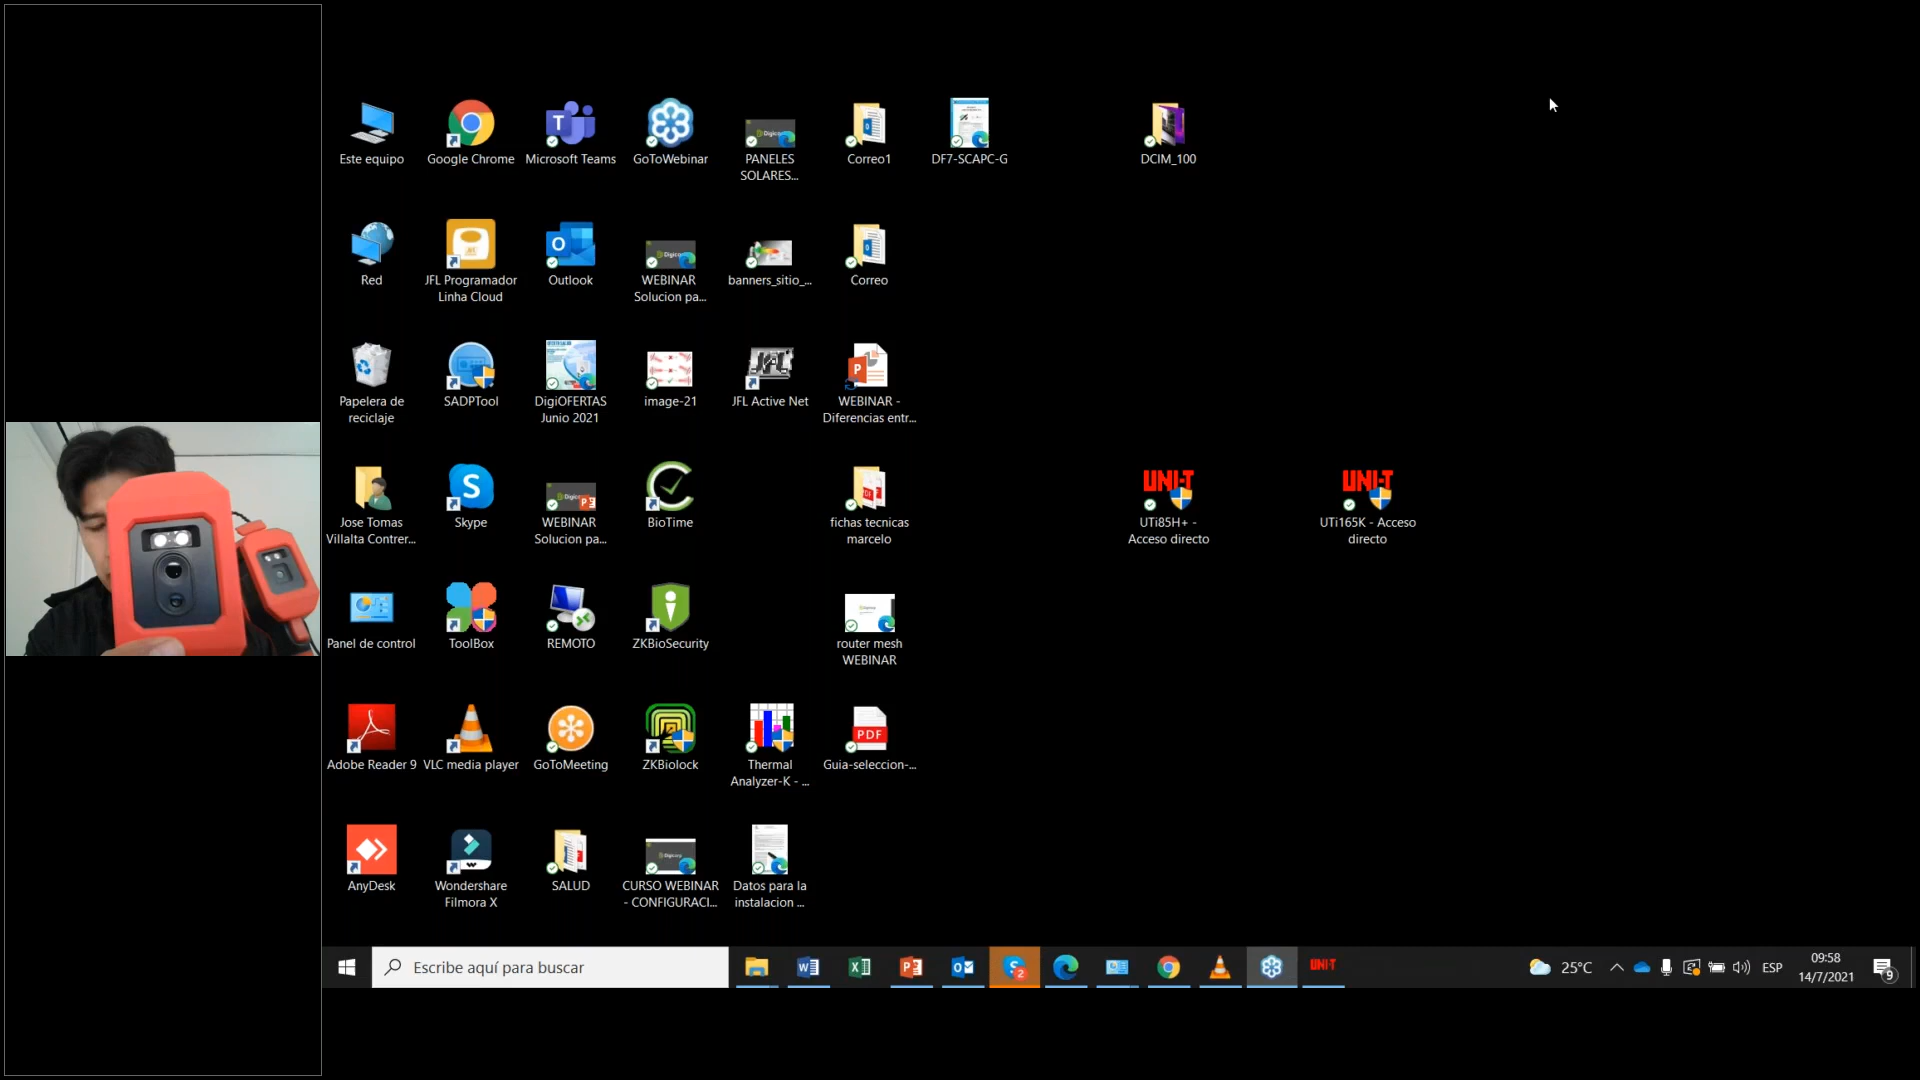 Este equipo
Google Chrome
Microsoft Teams
GoToWebinar
PANELES
SOLARES...
Correo1
DF7-SCAPC-G
DCIM_100
Red
JFL Programador
Linha Cloud
Outlook
WEBINAR
Solucion pa...
banners_sitio_...
Correo
Papelera de
reciclaje
SADPTool
DigiOFERTAS
Junio 2021
image-21
JFL Active Net
WEBINAR -
Diferencias entr...
Jose Tomas
Villalta Contrer...
Skype
WEBINAR
Solucion pa...
BioTime
fichas tecnicas
marcelo
UNI-T
UTi85H+ -
Acceso directo
UNI-T
UTi165K - Acceso
directo
Panel de control
ToolBox
REMOTO
ZKBioSecurity
router mesh
WEBINAR
Adobe Reader 9
VLC media player
GoToMeeting
ZKBiolock
Thermal
Analyzer-K - ...
PDF
Guia-seleccion-...
AnyDesk
Wondershare
Filmora X
SALUD
CURSO WEBINAR
- CONFIGURACI...
Datos para la
instalacion ...
Escribe aquí para buscar
UNI-T
25°C
ESP
09:58
14/7/2021
9